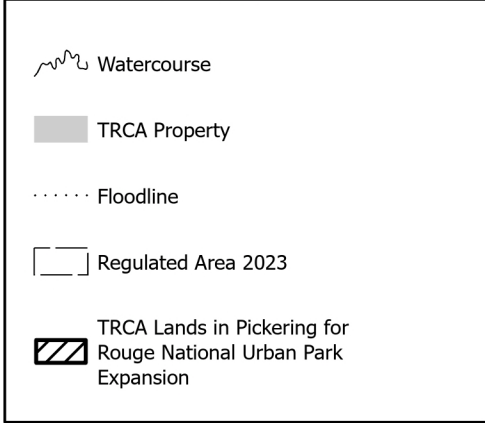 Watercourse
TRCA Property
Floodline
Regulated Area 2023
TRCA Lands in Pickering for
Rouge National Urban Park
Expansion